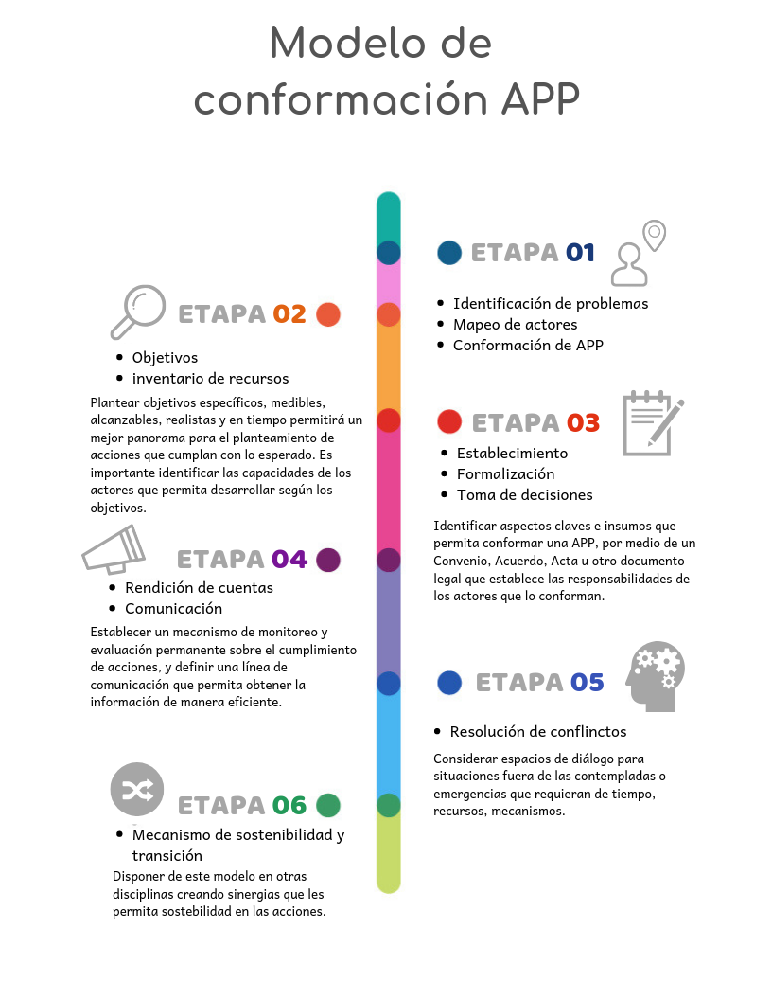 Modelo de
conformación APP
ETAPA 01
Identificación de problemas
Mapeo de actores
Conformación de APP
ETAPA 02
Objetivos
inventario de recursos
Plantear objetivos específicos, medibles,
alcanzables, realistas y en tiempo permitirá un
mejor panorama para el planteamiento de
acciones que cumplan con lo esperado. Es
importante identificar las capacidades de los
actores que permita desarrollar según los
objetivos.
ETAPA 03
Establecimiento
Formalización
Toma de decisiones
Identificar aspectos claves e insumos que
permita conformar una APP, por medio de un
Convenio, Acuerdo, Acta u otro documento
legal que establece las responsabilidades de
los actores que lo conforman.
ETAPA 04
Rendición de cuentas
Comunicación
Establecer un mecanismo de monitoreo y
evaluación permanente sobre el cumplimiento
de acciones, y definir una línea de
comunicación que permita obtener la
información de manera eficiente.
ETAPA 05
Resolución de conflinctos
Considerar espacios de diálogo para
situaciones fuera de las contempladas o
emergencias que requieran de tiempo,
recursos, mecanismos.
ETAPA 06
Mecanismo de sostenibilidad y
transición
Disponer de este modelo en otras
disciplinas creando sinergias que les
permita sostebilidad en las acciones.